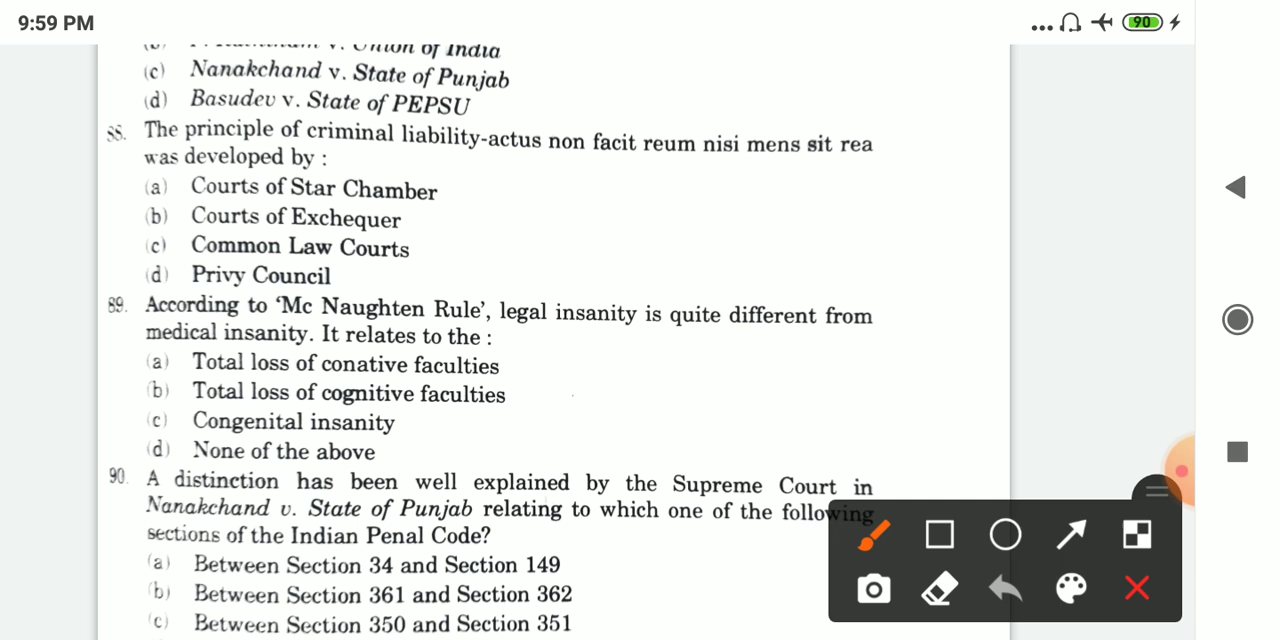 9:59 PM
90
v. Union of India
(c) Nanakchand v. State of Punjab
(d) Basudev v. State of PEPSU
88. The principle of criminal liability-actus non facit reum nisi mens sit rea
was developed by :
(a) Courts of Star Chamber
(b) Courts of Exchequer
(c) Common Law Courts
(d) Privy Council
89. According to ‘Mc Naughten Rule’, legal insanity is quite different from
medical insanity. It relates to the :
(a) Total loss of conative faculties
(b) Total loss of cognitive faculties
(c) Congenital insanity
(d) None of the above
90. A distinction has been well explained by the Supreme Court in
Nanakchand v. State of Punjab relating to which one of the following
sections of the Indian Penal Code?
(a) Between Section 34 and Section 149
(b) Between Section 361 and Section 362
(c) Between Section 350 and Section 351